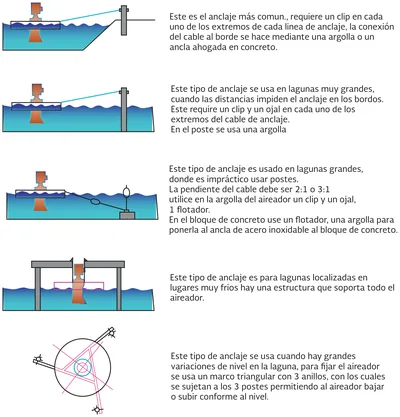 Este es el anclaje más comun., requiere un clip en cada
uno de los extremos de cada linea de anclaje, la conexión
del cable al borde se hace mediante una argolla o un
ancla ahogada en concreto.
Este tipo de anclaje se usa en lagunas muy grandes,
cuando las distancias impiden el anclaje en los bordos.
Este require un clip y un ojal en cada uno de los
extremos del cable de anclaje.
En el poste se usa una argolla
Este tipo de anclaje es usado en lagunas grandes,
donde es impráctico usar postes.
La pendiente del cable debe ser 2:1 o 3:1
utilice en la argolla del aireador un clip y un ojal,
1 flotador.
En el bloque de concreto use un flotador, una argolla para
ponerla al ancla de acero inoxidable al bloque de concreto.
Este tipo de anclaje es para lagunas localizadas en
lugares muy frios hay una estructura que soporta todo el
aireador.
Este tipo de anclaje se usa cuando hay grandes
variaciones de nivel en la laguna, para fijar el aireador
se usa un marco triangular con 3 anillos, con los cuales
se sujetan a los 3 postes permitiendo al aireador bajar
o subir conforme al nivel.